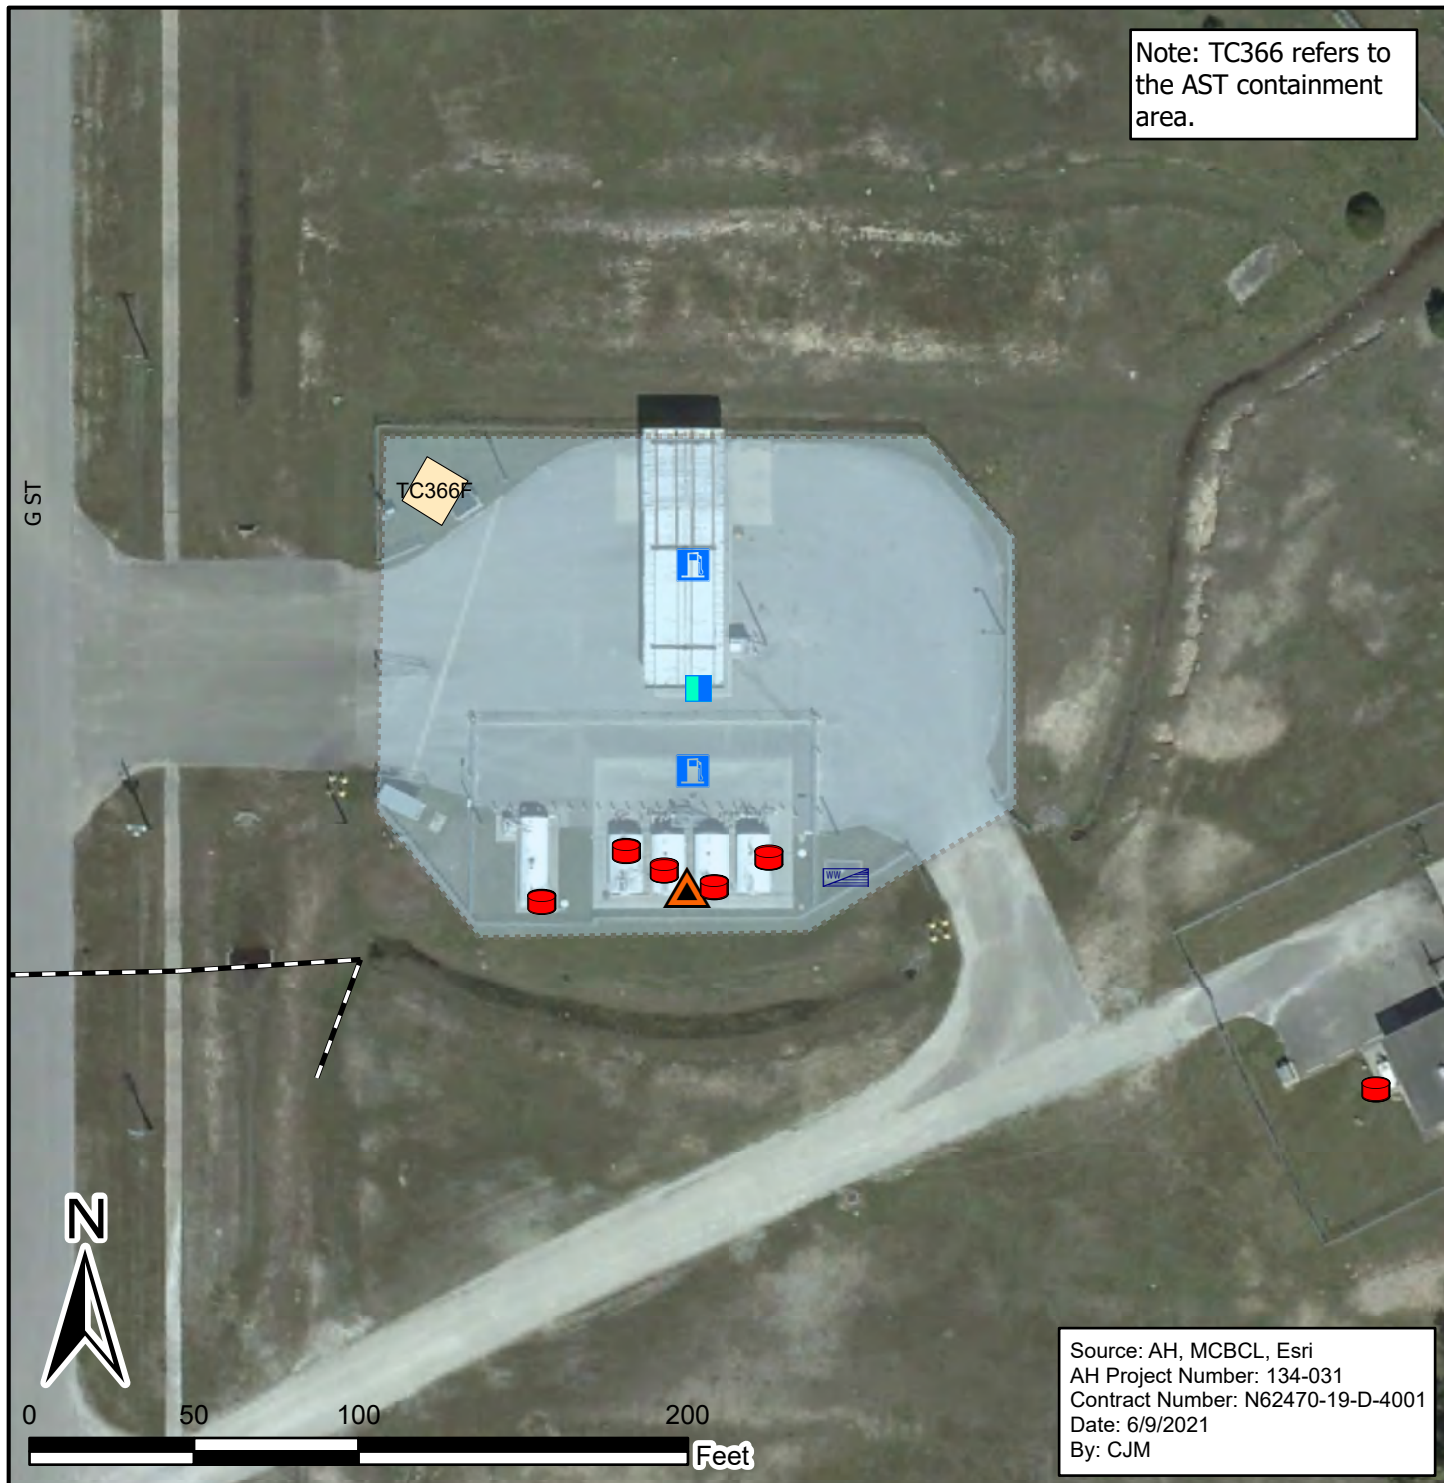 Note: TC366 refers to
the AST containment
area.
G ST
TC366F
WW
N
0 50 100 200
Feet
Source: AH, MCBCL, Esri
AH Project Number: 134-031
Contract Number: N62470-19-D-4001
Date: 6/9/2021
By: CJM